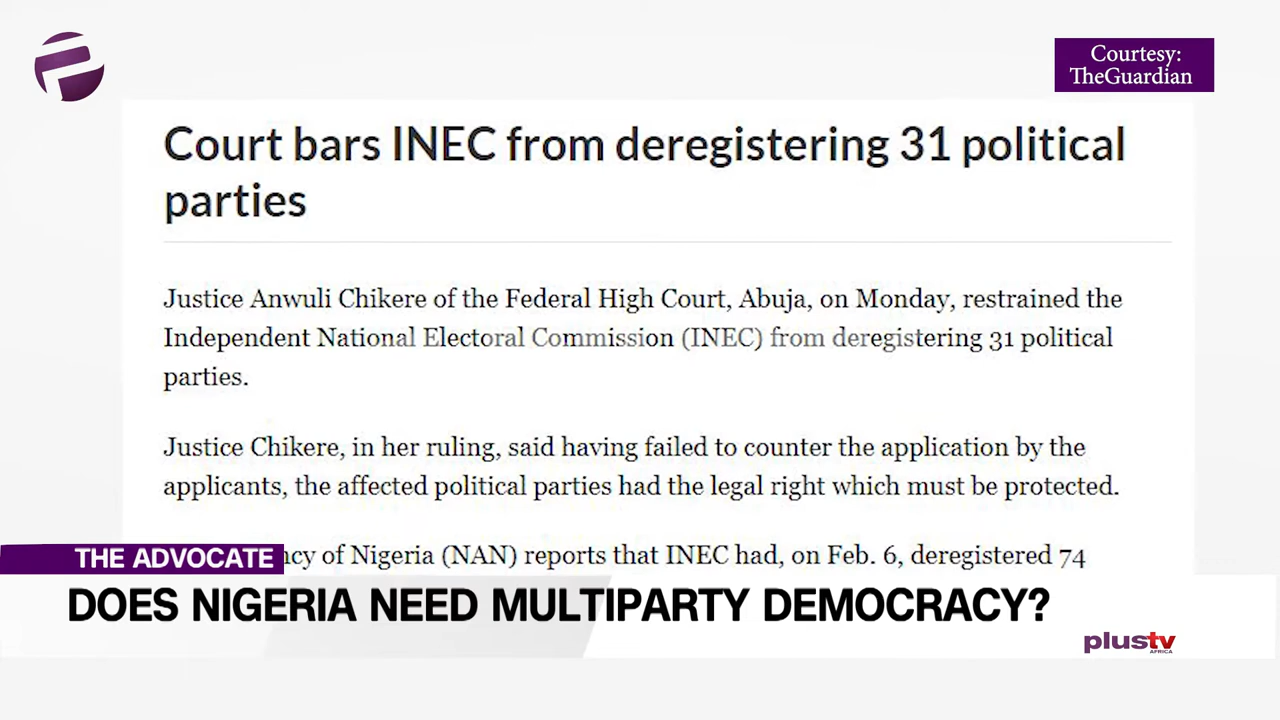 Courtesy:
TheGuardian
Court bars INEC from deregistering 31 political
parties
Justice Anwuli Chikere of the Federal High Court, Abuja, on Monday, restrained the
Independent National Electoral Commission (INEC) from deregistering 31 political
parties.
Justice Chikere, in her ruling, said having failed to counter the application by the
applicants, the affected political parties had the legal right which must be protected.
of Nigeria (NAN) reports that INEC had, on Feb. 6, deregistered 74
THE ADVOCATE
DOES NIGERIA NEED MULTIPARTY DEMOCRACY?
plustv
AFRICA